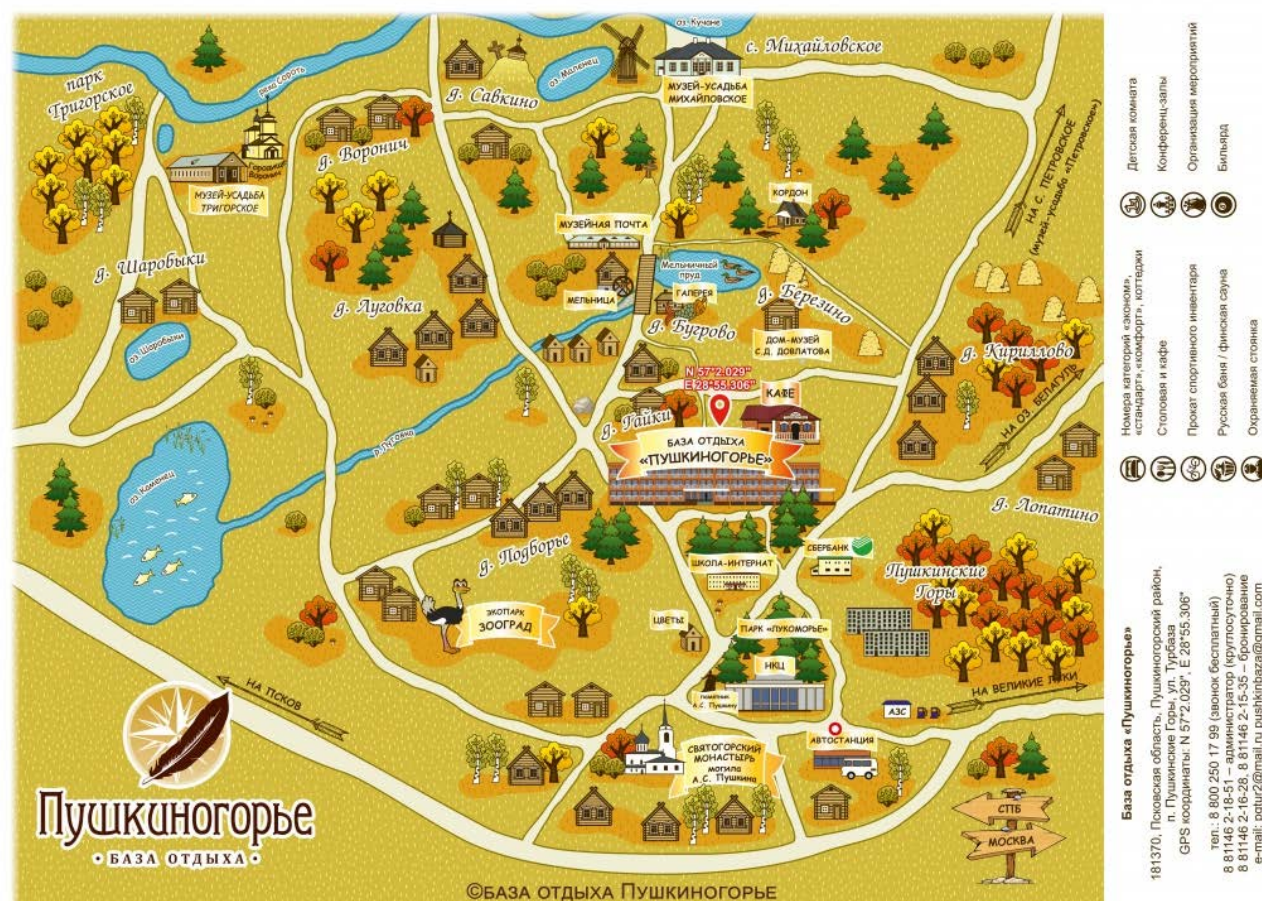 оз. Кучане
с. Михайловское
оз. Маленец
МУЗЕЙ-УСАДЬБА
МИХАЙЛОВСКОЕ
д. Савкино
парк
Тригорское
река Сороть
Городище
Воронич
МУЗЕЙ-УСАДЬБА
ТРИГОРСКОЕ
д. Воронич
КОРДОН
НА С. ПЕТРОВСКОЕ
(музей-усадьба «Петровское»)
МУЗЕЙНАЯ ПОЧТА
Мельничный
пруд
МЕЛЬНИЦА
ГАЛЕРЕЯ
д. Березино
д. Шаробыки
оз. Шаробыки
д. Луговка
д. Бугрово
ДОМ-МУЗЕЙ
С.Д. ДОВЛАТОВА
д. Кириллово
N 57°2.029"
E 28°55.306"
КАФЕ
НА ОЗ. БЕЛАГУЛЬ
д. Гайки
БАЗА ОТДЫХА
«ПУШКИНОГОРЬЕ»
р. Луговка
оз. Каменец
д. Лопатино
д. Подборье
ШКОЛА-ИНТЕРНАТ
СБЕРБАНК
Пушкинские
Горы
ЭКОПАРК
ЗООГРАД
ЦВЕТЫ
ПАРК «ЛУКОМОРЬЕ»
НКЦ
памятник
А.С. Пушкину
НА ПСКОВ
НА ВЕЛИКИЕ ЛУКИ
АЗС
АВТОСТАНЦИЯ
СВЯТОГОРСКИЙ
МОНАСТЫРЬ
могила
А.С. Пушкина
СПБ
МОСКВА
Пушкиногорье
• БАЗА ОТДЫХА •
©БАЗА ОТДЫХА ПУШКИНОГОРЬЕ
База отдыха «Пушкиногорье»
181370, Псковская область, Пушкиногорский район,
п. Пушкинские Горы, ул. Турбаза
GPS координаты: N 57°2.029", E 28°55.306"
тел.: 8 800 250 17 99 (звонок бесплатный)
8 81146 2-18-51 – администратор (круглосуточно)
8 81146 2-16-28, 8 81146 2-15-35 – бронирование
e-mail: pgtur2@mail.ru pushkinbaza@gmail.com
Номера категорий «эконом»,
«стандарт», «комфорт», коттеджи
Столовая и кафе
Прокат спортивного инвентаря
Русская баня / финская сауна
Охраняемая стоянка
Детская комната
Конференц-залы
Организация мероприятий
Бильярд